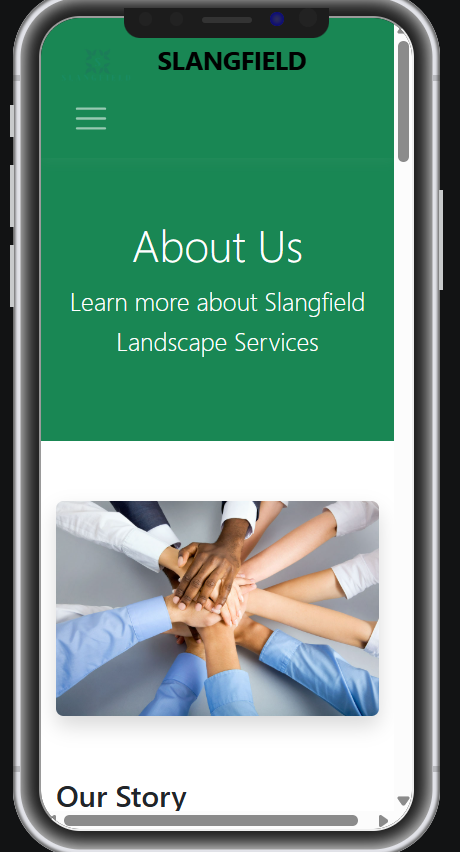 SLANGFIELD
About Us
Learn more about Slangfield
Landscape Services
Our Story